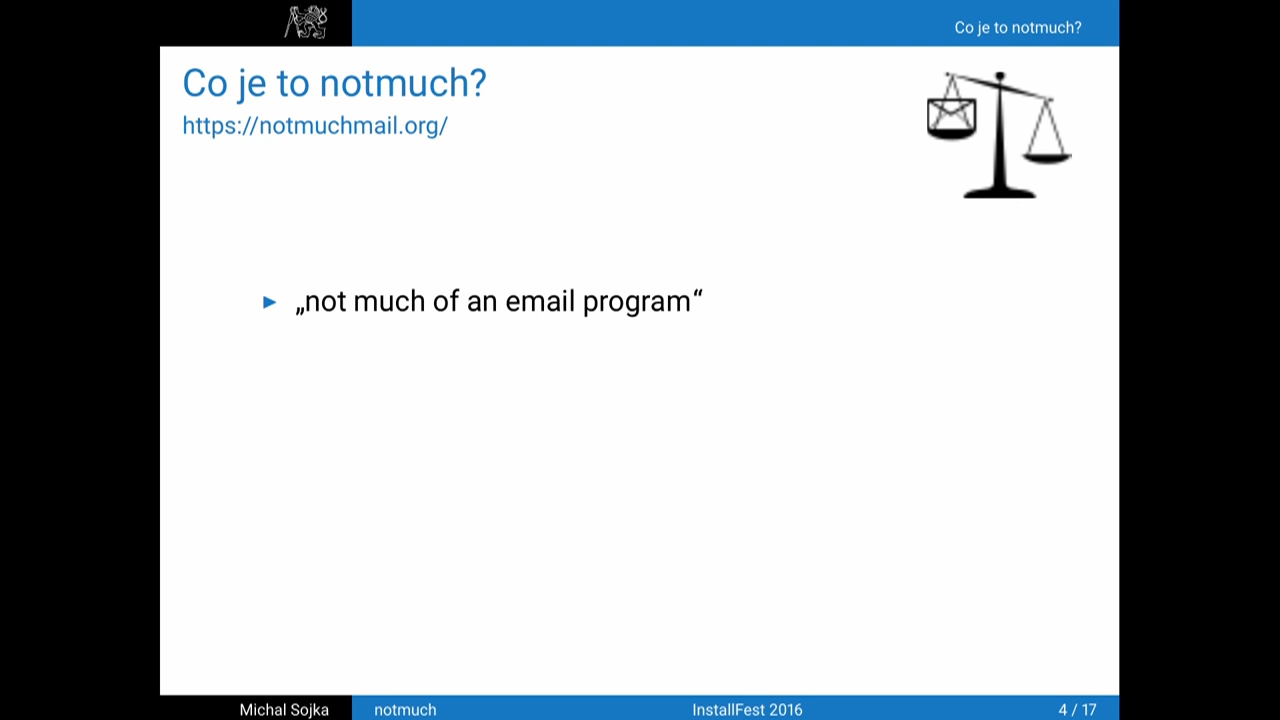 Co je to notmuch?
Co je to notmuch?
https://notmuchmail.org/
► „not much of an email program“
Michal Sojka notmuch InstallFest 2016 4 / 17